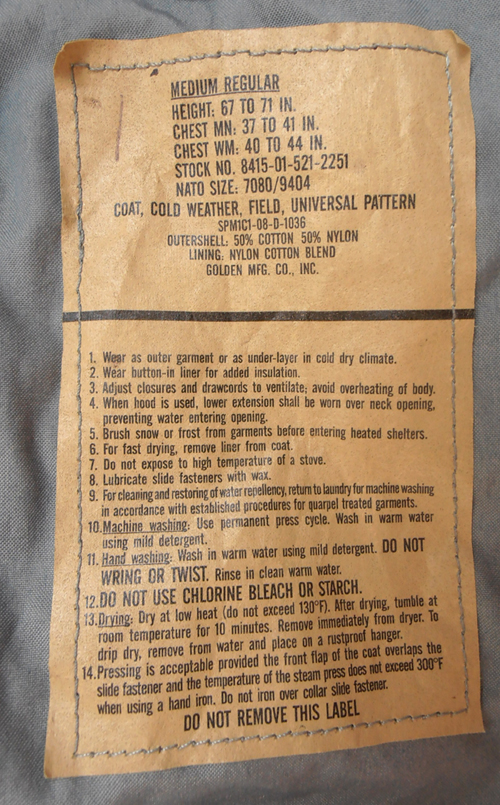 MEDIUM REGULAR
HEIGHT: 67 TO 71 IN.
CHEST MN: 37 TO 41 IN.
CHEST WM: 40 TO 44 IN.
STOCK NO. 8415-01-521-2251
NATO SIZE: 7080/9404
COAT, COLD WEATHER, FIELD, UNIVERSAL PATTERN
SPM1C1-08-D-1036
OUTERSHELL: 50% COTTON 50% NYLON
LINING: NYLON COTTON BLEND
GOLDEN MFG. CO., INC.
1. Wear as outer garment or as under-layer in cold dry climate.
2. Wear button-in liner for added insulation.
3. Adjust closures and drawcords to ventilate; avoid overheating of body.
4. When hood is used, lower extension shall be worn over neck opening,
preventing water entering opening.
5. Brush snow or frost from garments before entering heated shelters.
6. For fast drying, remove liner from coat.
7. Do not expose to high temperature of a stove.
8. Lubricate slide fasteners with wax.
9. For cleaning and restoring of water repellency, return to laundry for machine washing
in accordance with established procedures for quarpel treated garments.
10. Machine washing: Use permanent press cycle. Wash in warm water
using mild detergent.
11. Hand washing: Wash in warm water using mild detergent. DO NOT
WRING OR TWIST. Rinse in clean warm water.
12. DO NOT USE CHLORINE BLEACH OR STARCH.
13. Drying: Dry at low heat (do not exceed 130°F). After drying, tumble at
room temperature for 10 minutes. Remove immediately from dryer. To
drip dry, remove from water and place on a rustproof hanger.
14. Pressing is acceptable provided the front flap of the coat overlaps the
slide fastener and the temperature of the steam press does not exceed 300°F
when using a hand iron. Do not iron over collar slide fastener.
DO NOT REMOVE THIS LABEL